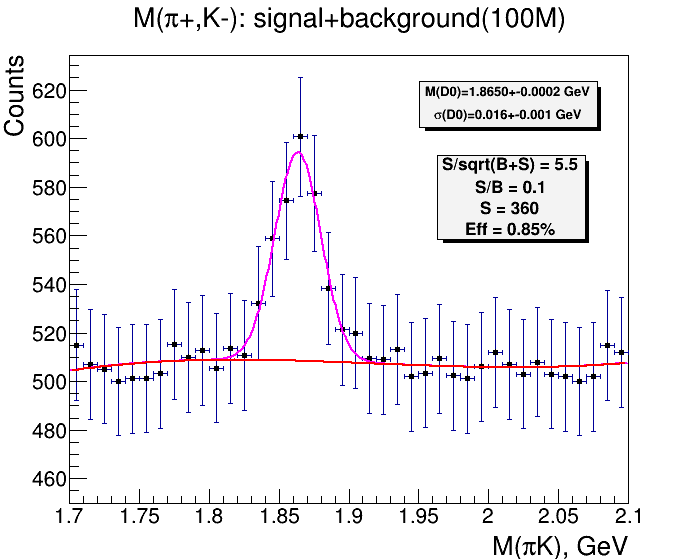 M(π+,K-): signal+background(100M)
Counts
620
600
580
560
540
520
500
480
460
M(D0)=1.8650+-0.0002 GeV
σ(D0)=0.016+-0.001 GeV
S/sqrt(B+S) = 5.5
S/B = 0.1
S = 360
Eff = 0.85%
1.7 1.75 1.8 1.85 1.9 1.95 2 2.05 2.1
M(πK), GeV